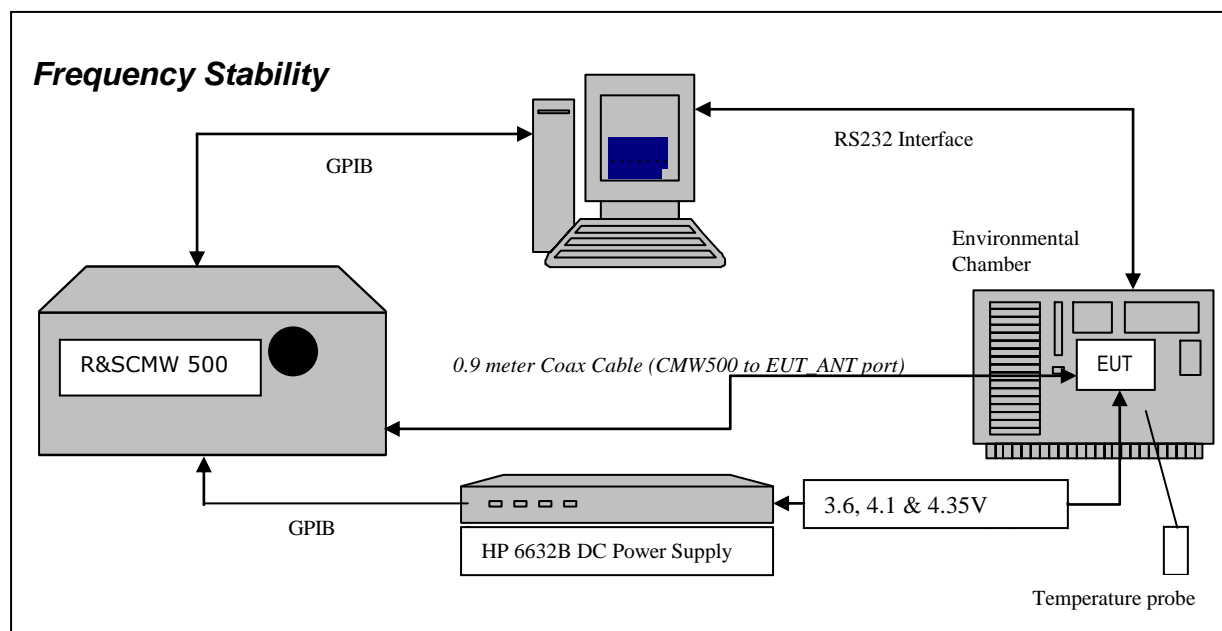 Frequency Stability
GPIB
RS232 Interface
Environmental
Chamber
R&SCMW 500
0.9 meter Coax Cable (CMW500 to EUT_ANT port)
EUT
GPIB
HP 6632B DC Power Supply
3.6, 4.1 & 4.35V
Temperature probe